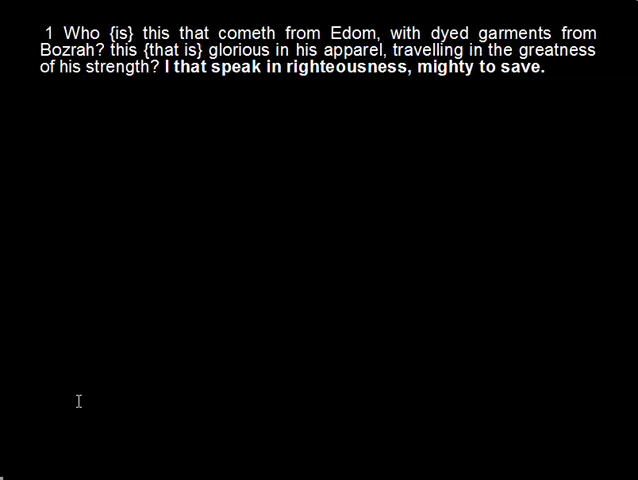 1 Who {is} this that cometh from Edom, with dyed garments from
Bozrah? this {that is} glorious in his apparel, travelling in the greatness
of his strength? I that speak in righteousness, mighty to save.